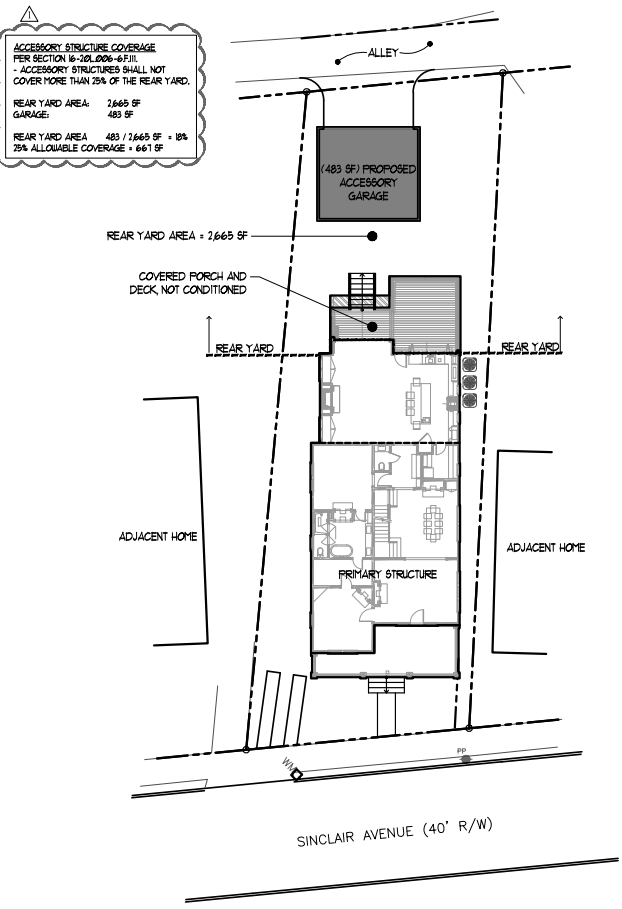 1
ACCESSORY STRUCTURE COVERAGE
PER SECTION 16-20L.006-6.F.III.
- ACCESSORY STRUCTURES SHALL NOT
COVER MORE THAN 25% OF THE REAR YARD.
REAR YARD AREA: 2,665 SF
GARAGE: 483 SF
REAR YARD AREA 483 / 2,665 SF = 18%
25% ALLOWABLE COVERAGE = 667 SF
ALLEY
(483 SF) PROPOSED
ACCESSORY
GARAGE
REAR YARD AREA = 2,665 SF
COVERED PORCH AND
DECK, NOT CONDITIONED
REAR YARD
REAR YARD
ADJACENT HOME
ADJACENT HOME
PRIMARY STRUCTURE
WM
PP
SINCLAIR AVENUE (40' R/W)